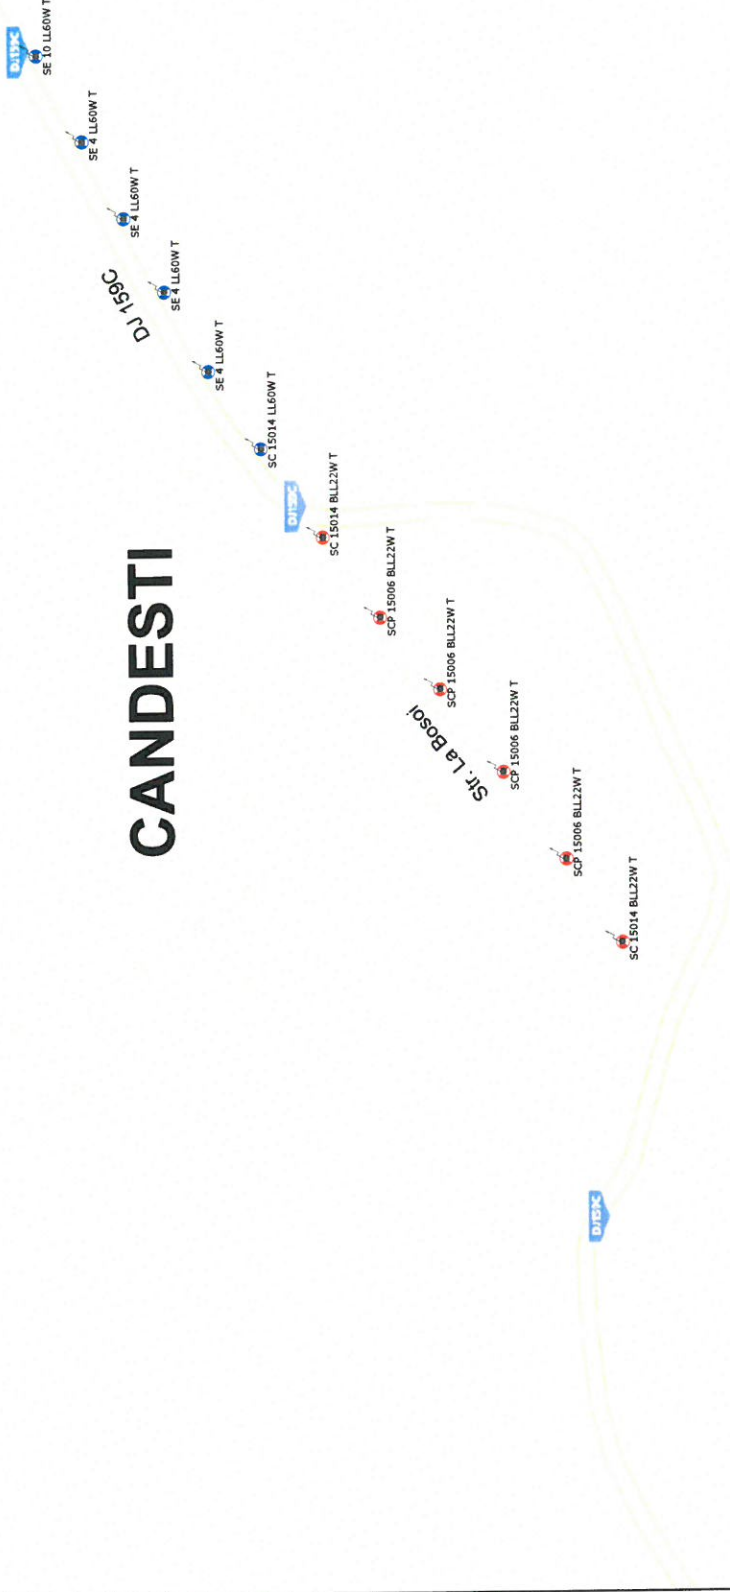 DJ159C
SE 10 LL60W T
SE 4 LL60W T
SE 4 LL60W T
DJ 159C
SE 4 LL60W T
SE 4 LL60W T
SC 15014 LL60W T
DJ159C
SC 15014 BLL22W T
CANDESTI
SCP 15006 BLL22W T
SCP 15006 BLL22W T
Str. La Bosoi
SCP 15006 BLL22W T
SCP 15006 BLL22W T
SC 15014 BLL22W T
DJ159C